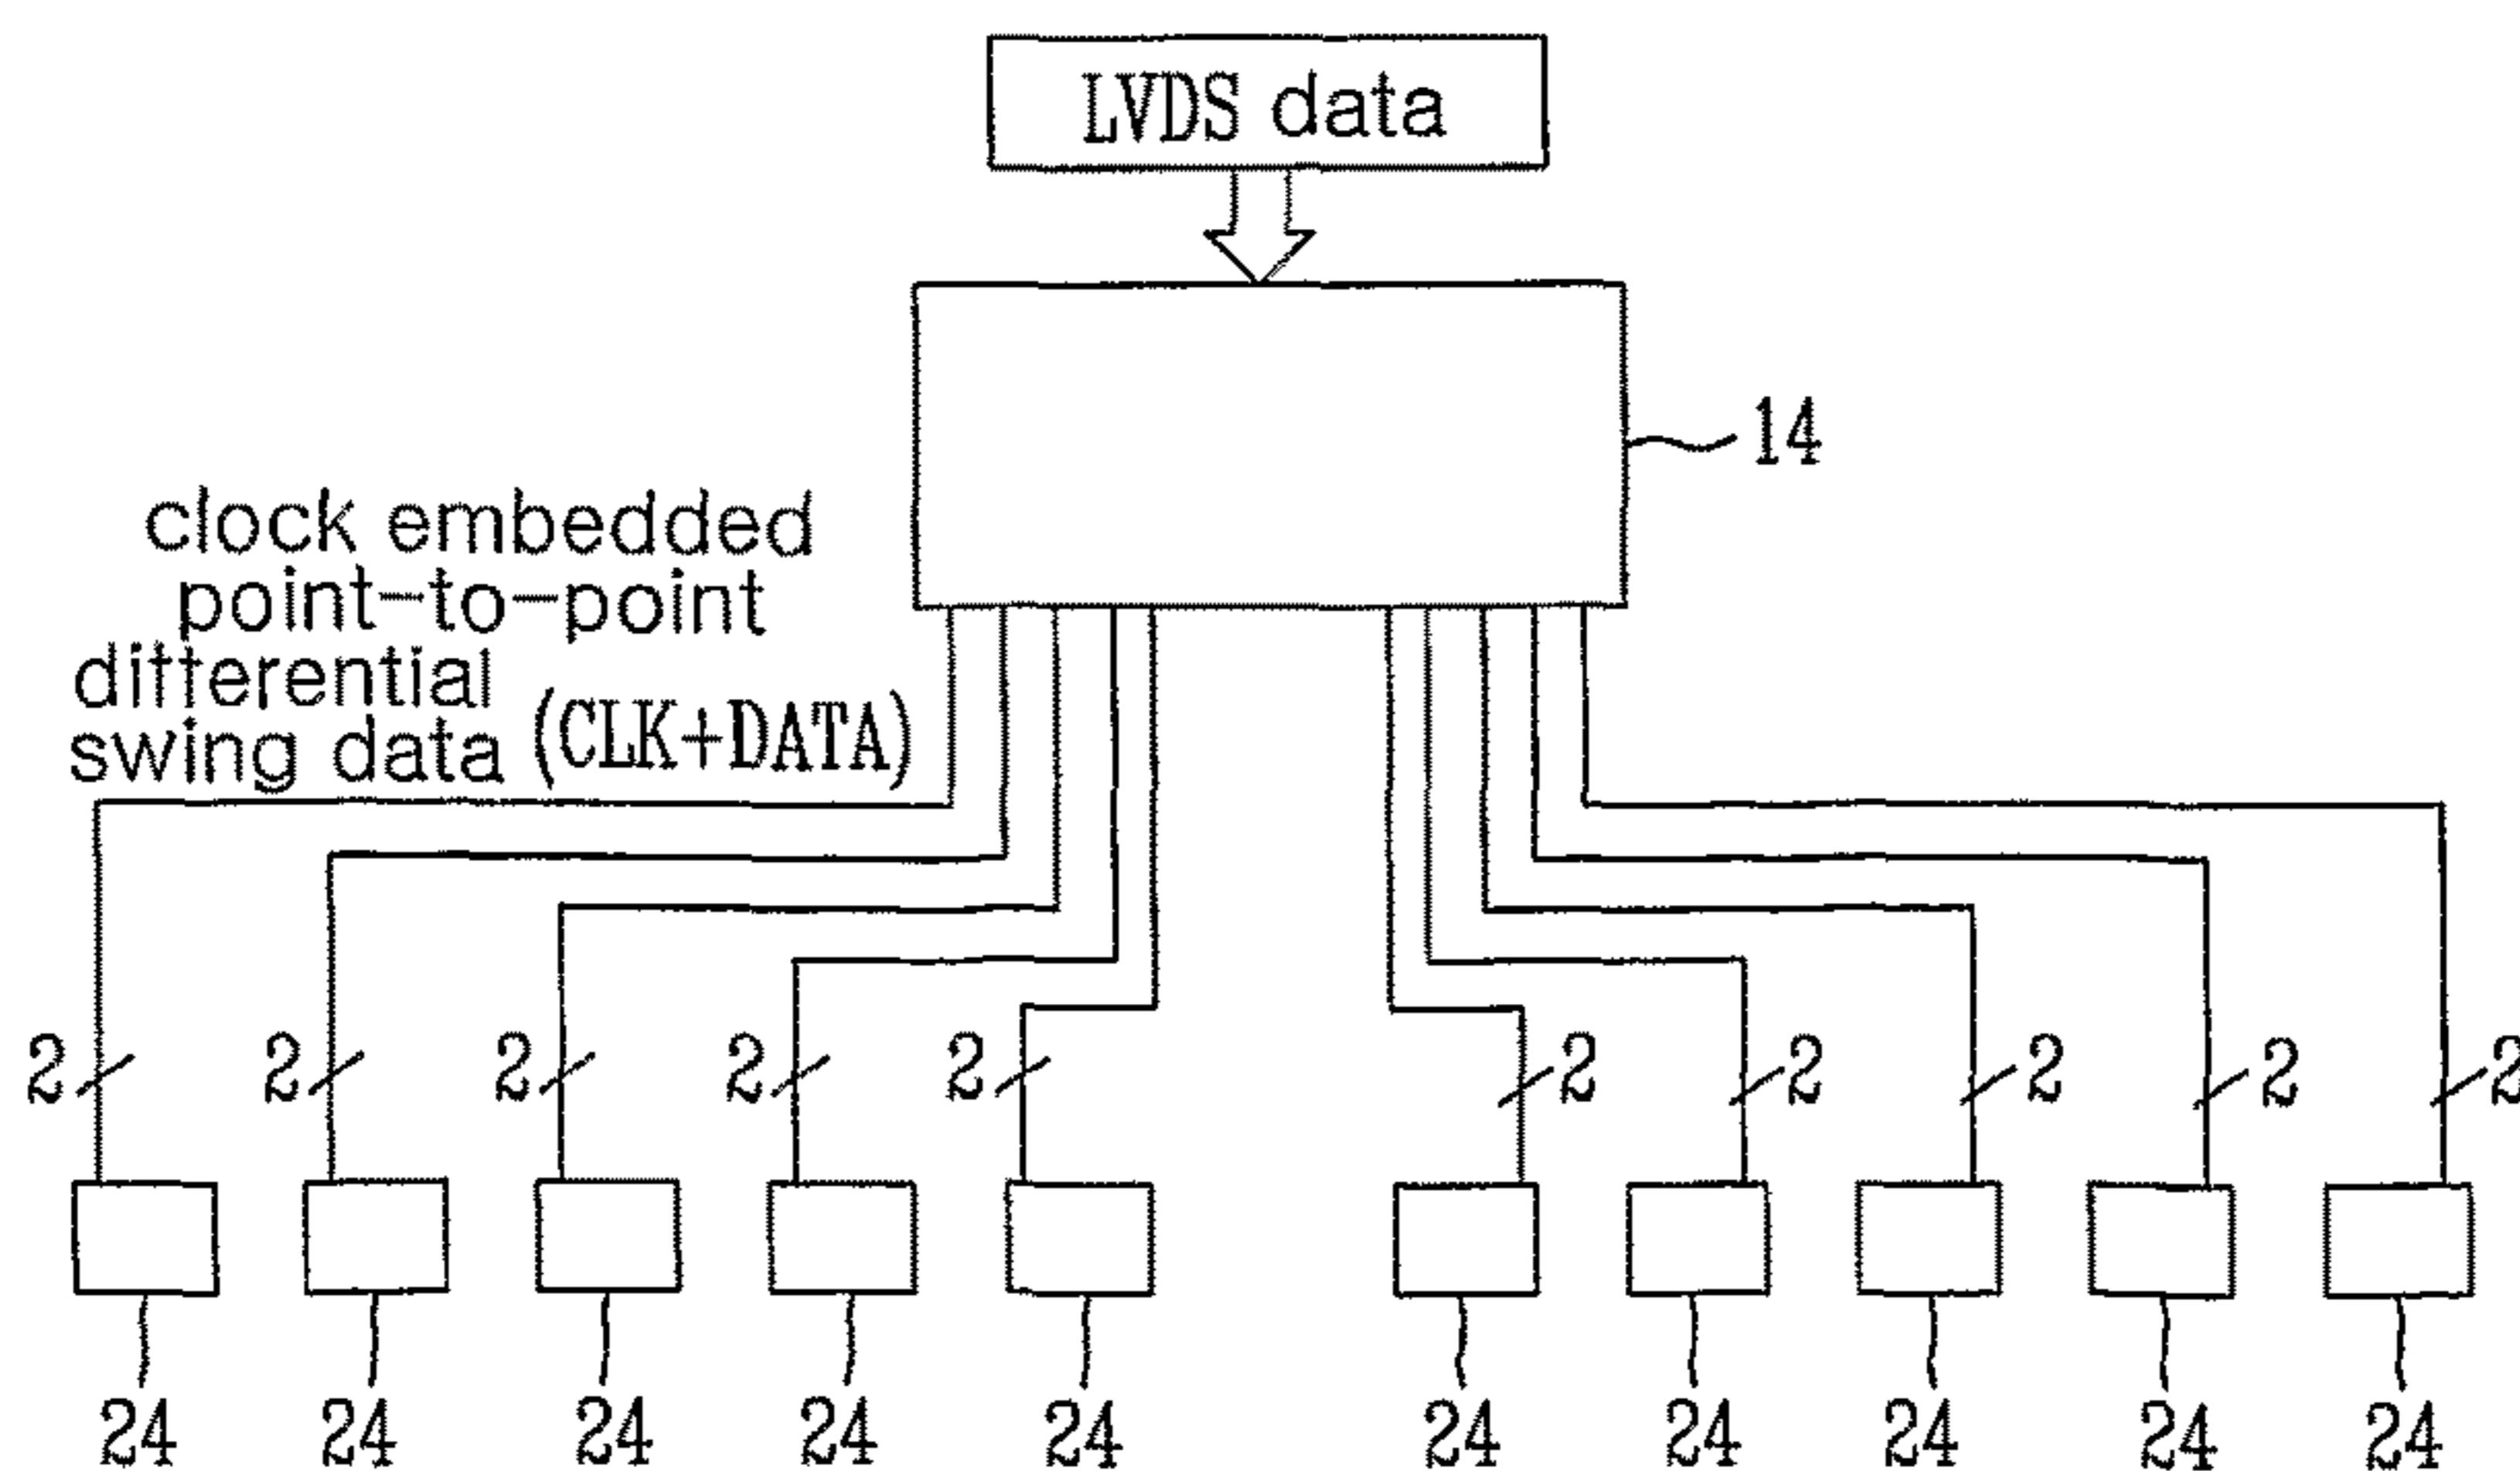 LVDS data
14
clock embedded
point-to-point
differential
swing data (CLK+DATA)
2 2 2 2 2 2 2 2 2 2
24 24 24 24 24 24 24 24 24 24